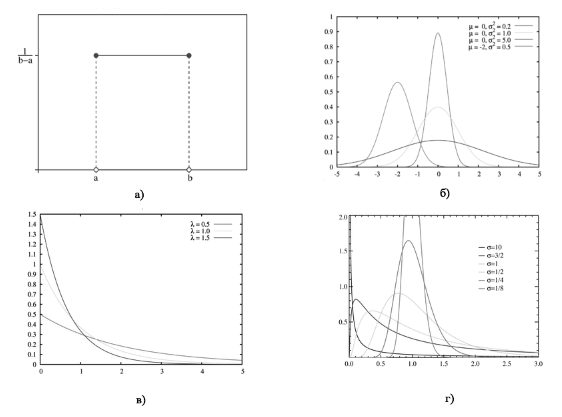 1
b−a
a b
а)
1
0.9
0.8
0.7
0.6
0.5
0.4
0.3
0.2
0.1
0
-5 -4 -3 -2 -1 0 1 2 3 4 5
μ = 0, σ² = 0.2
μ = 0, σ² = 1.0
μ = 0, σ² = 5.0
μ = -2, σ² = 0.5
б)
1.5
1.4
1.3
1.2
1.1
1
0.9
0.8
0.7
0.6
0.5
0.4
0.3
0.2
0.1
0
0 1 2 3 4 5
λ = 0.5
λ = 1.0
λ = 1.5
в)
2.0
1.5
1.0
0.5
0.0 0.5 1.0 1.5 2.0 2.5 3.0
σ=10
σ=3/2
σ=1
σ=1/2
σ=1/4
σ=1/8
г)